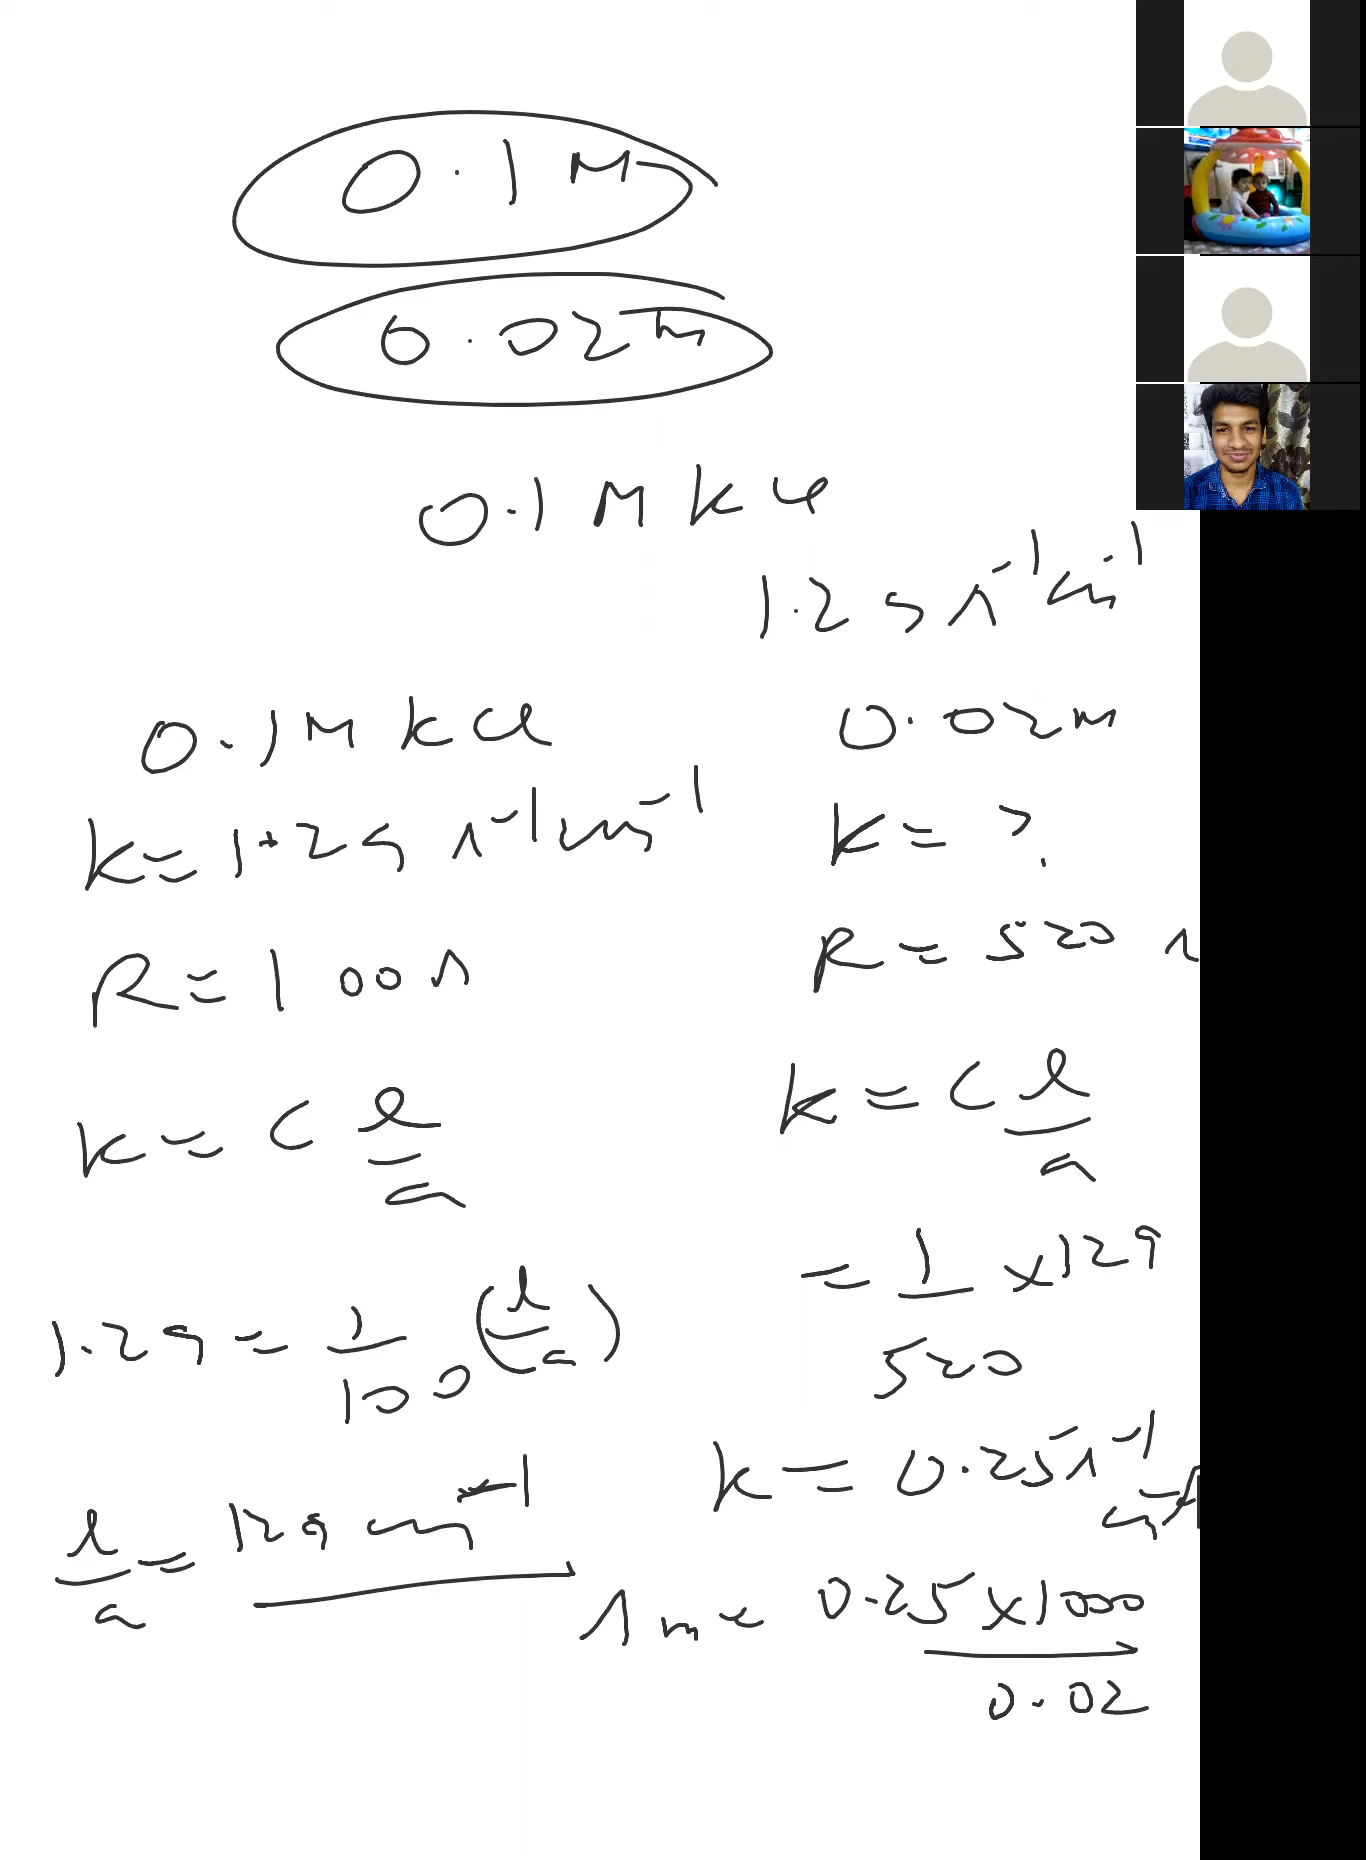 0.1 M
0.02 m
0.1 M KCl
1.29 Λ⁻¹ cm⁻¹
0.1 M KCl
K = 1.29 Λ⁻¹ cm⁻¹
R = 100 Λ
K = C l/a
1.29 = 1/100 (l/a)
l/a = 129 cm⁻¹
0.02 m
K = ?
R = 520 Λ
K = C l/a
= 1/520 × 129
K = 0.25 Λ⁻¹ cm⁻¹
Λ m = 0.25 × 1000
0.02